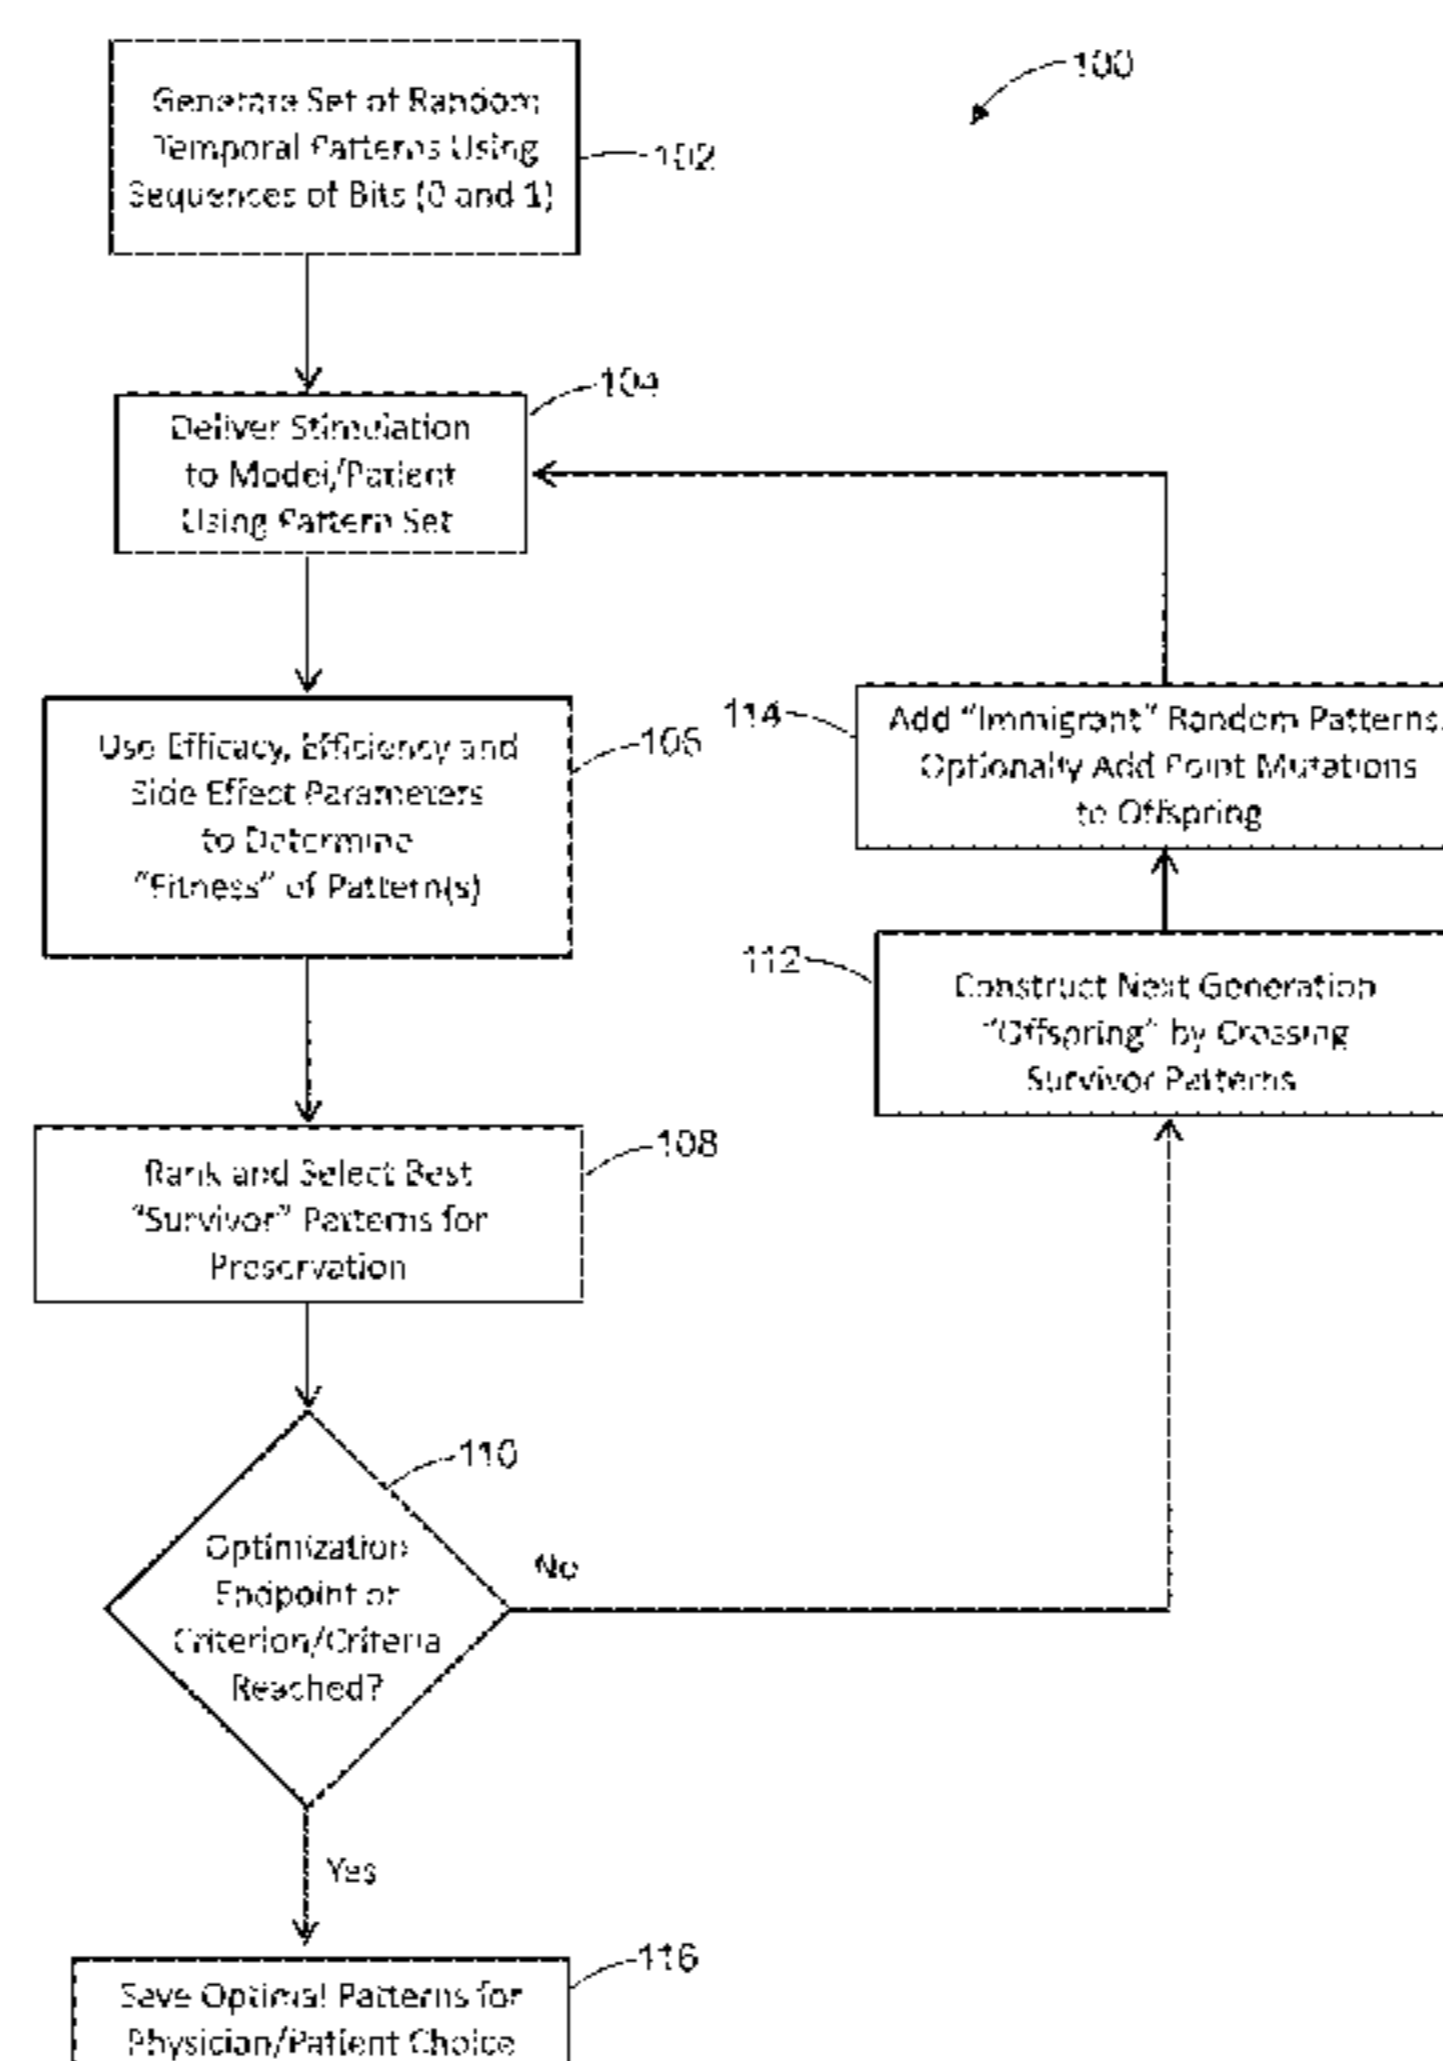 100
Generate Set of Random
Temporal Patterns Using
Sequences of Bits (0 and 1)
102
104
Deliver Stimulation
to Model/Patient
Using Pattern Set
Use Efficacy, Efficiency and
Side Effect Parameters
to Determine
"Fitness" of Pattern(s)
106
114
Add "Immigrant" Random Patterns.
Optionally Add Point Mutations
to Offspring
112
Construct Next Generation
"Offspring" by Crossing
Survivor Patterns
108
Rank and Select Best
"Survivor" Patterns for
Preservation
110
Optimization
Endpoint or
Criterion/Criteria
Reached?
No
Yes
116
Save Optimal Patterns for
Physician/Patient Choice